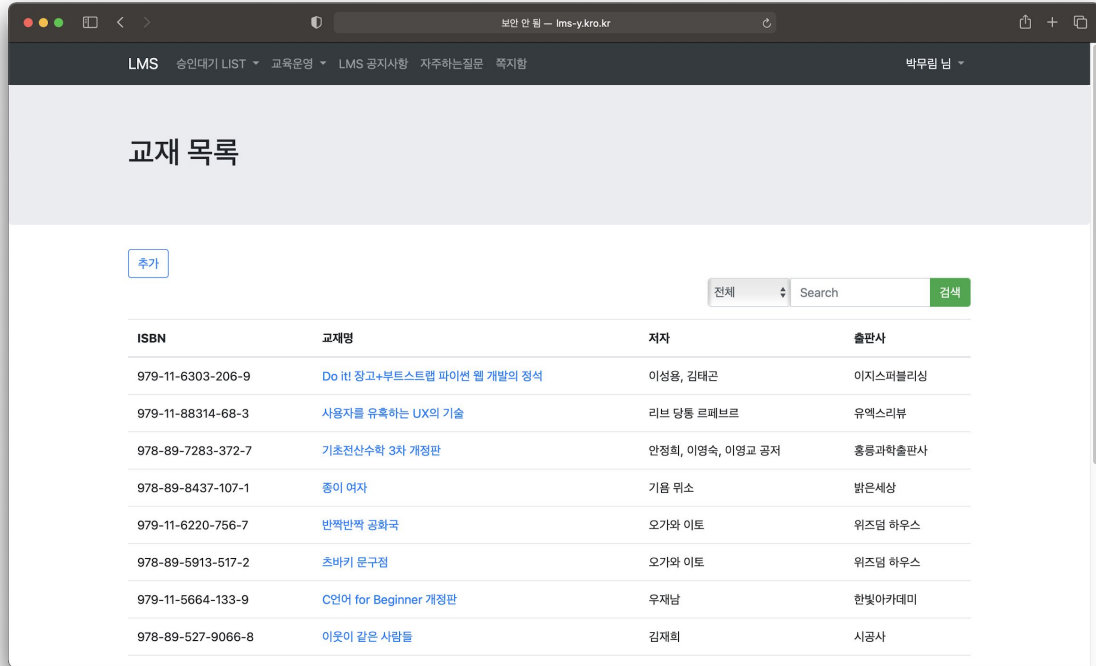 보안 안 됨 — lms-y.kro.kr
LMS 승인대기 LIST 교육운영 LMS 공지사항 자주하는질문 쪽지함 박무림 님
교재 목록
추가
전체 Search 검색
ISBN 교재명 저자 출판사
979-11-6303-206-9 Do it! 장고+부트스트랩 파이썬 웹 개발의 정석 이성용, 김태곤 이지스퍼블리싱
979-11-88314-68-3 사용자를 유혹하는 UX의 기술 리브 당통 르페브르 유엑스리뷰
978-89-7283-372-7 기초전산수학 3차 개정판 안정희, 이영숙, 이영교 공저 홍릉과학출판사
978-89-8437-107-1 종이 여자 기욤 뮈소 밝은세상
979-11-6220-756-7 반짝반짝 공화국 오가와 이토 위즈덤 하우스
978-89-5913-517-2 츠바키 문구점 오가와 이토 위즈덤 하우스
979-11-5664-133-9 C언어 for Beginner 개정판 우재남 한빛아카데미
978-89-527-9066-8 이웃이 같은 사람들 김재희 시공사